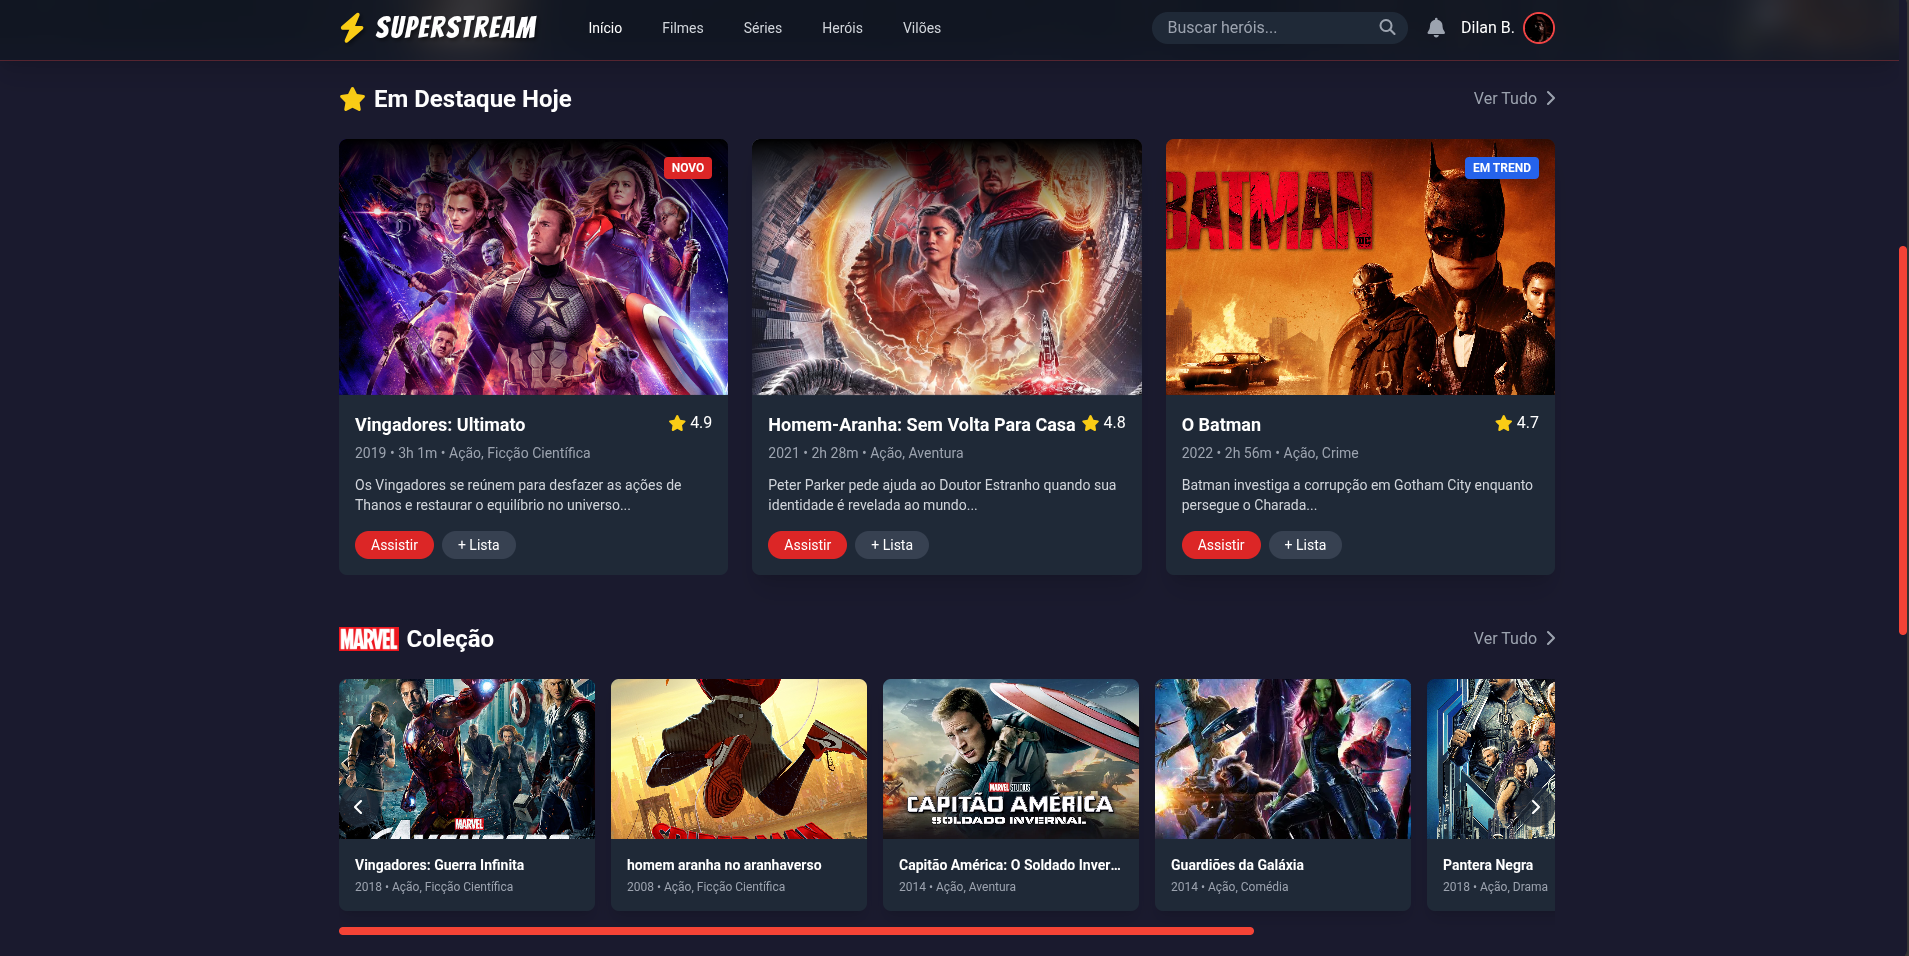 SUPERSTREAM
Início
Filmes
Séries
Heróis
Vilões
Buscar heróis...
Dilan B.
Em Destaque Hoje
Ver Tudo
NOVO
BATMAN
EM TREND
Vingadores: Ultimato
4.9
2019 • 3h 1m • Ação, Ficção Científica
Os Vingadores se reúnem para desfazer as ações de
Thanos e restaurar o equilíbrio no universo...
Assistir
+ Lista
Homem-Aranha: Sem Volta Para Casa
4.8
2021 • 2h 28m • Ação, Aventura
Peter Parker pede ajuda ao Doutor Estranho quando sua
identidade é revelada ao mundo...
Assistir
+ Lista
O Batman
4.7
2022 • 2h 56m • Ação, Crime
Batman investiga a corrupção em Gotham City enquanto
persegue o Charada...
Assistir
+ Lista
MARVEL Coleção
Ver Tudo
MARVEL
Vingadores: Guerra Infinita
2018 • Ação, Ficção Científica
homem aranha no aranhaverso
2008 • Ação, Ficção Científica
MARVEL STUDIOS
CAPITÃO AMÉRICA
SOLDADO INVERNAL
Capitão América: O Soldado Inver...
2014 • Ação, Aventura
Guardiões da Galáxia
2014 • Ação, Comédia
Pantera Negra
2018 • Ação, Drama